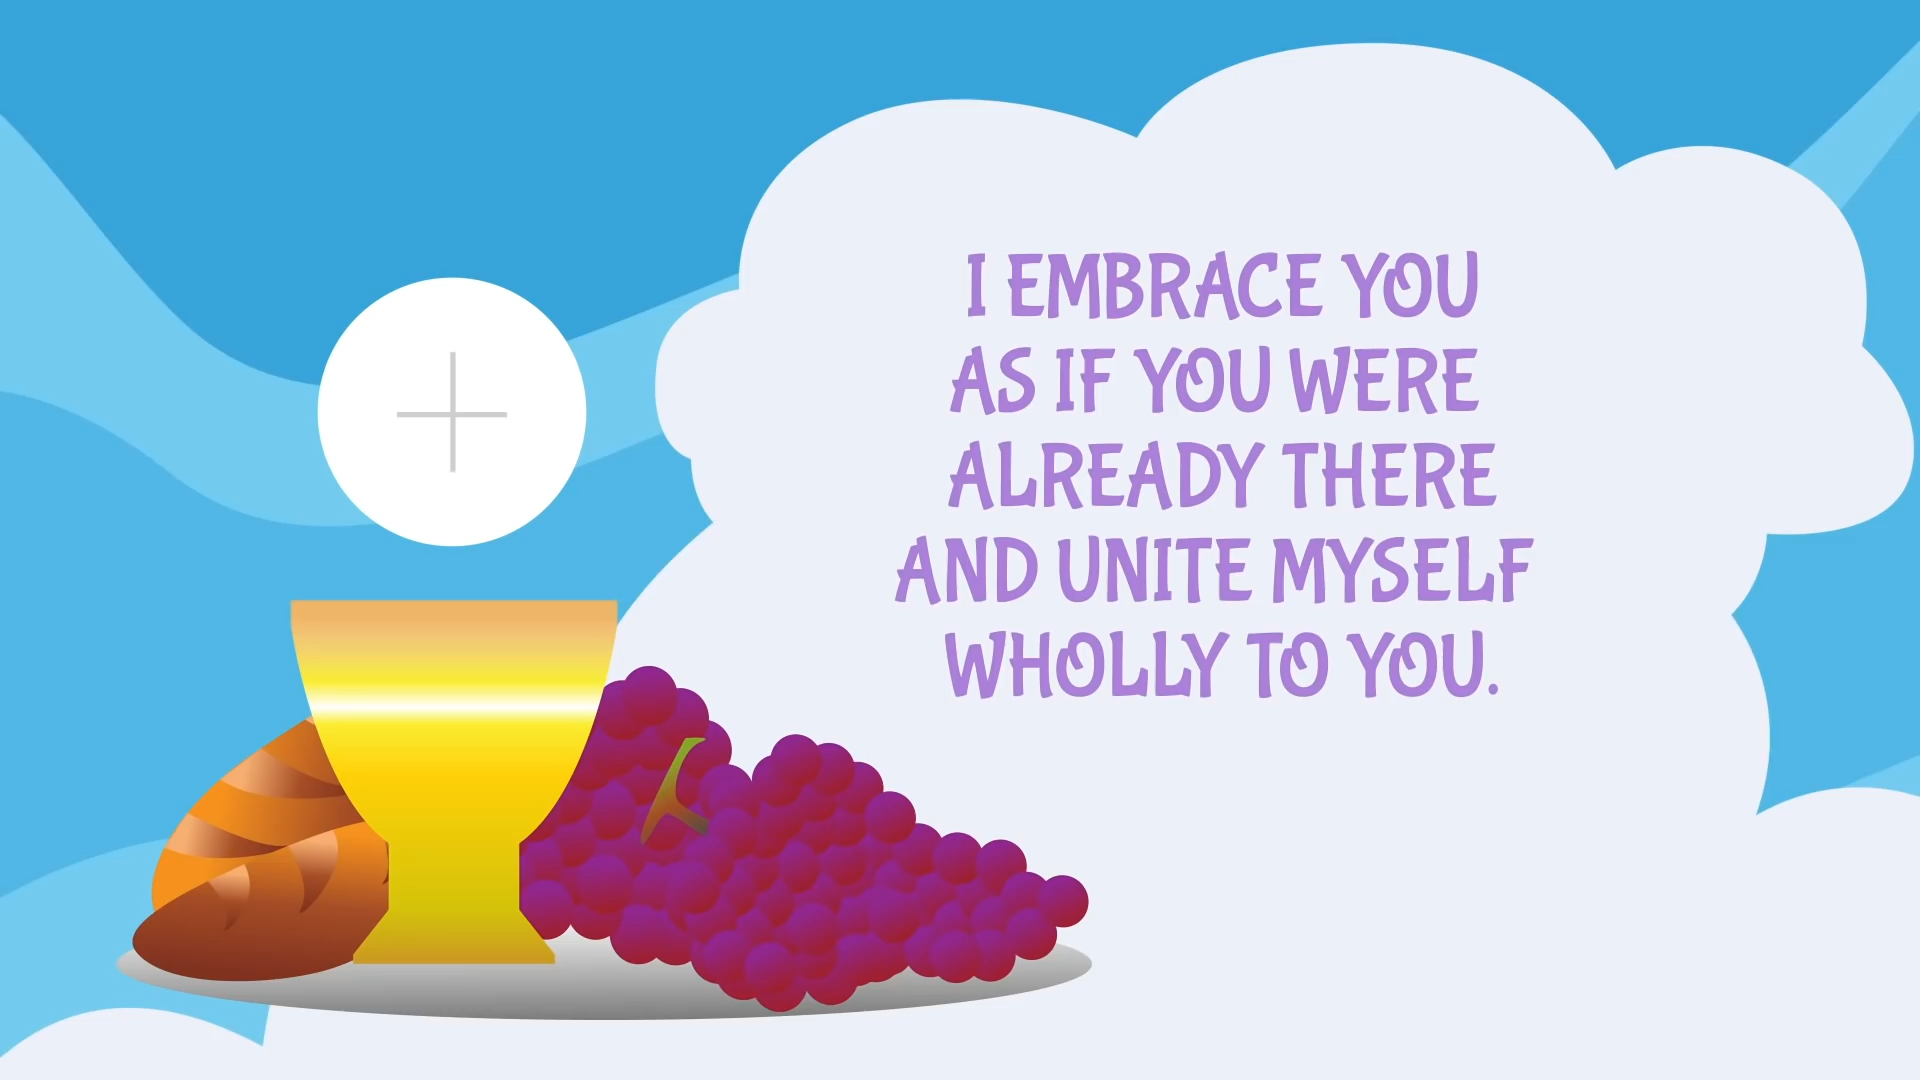 I EMBRACE YOU
AS IF YOU WERE
ALREADY THERE
AND UNITE MYSELF
WHOLLY TO YOU.